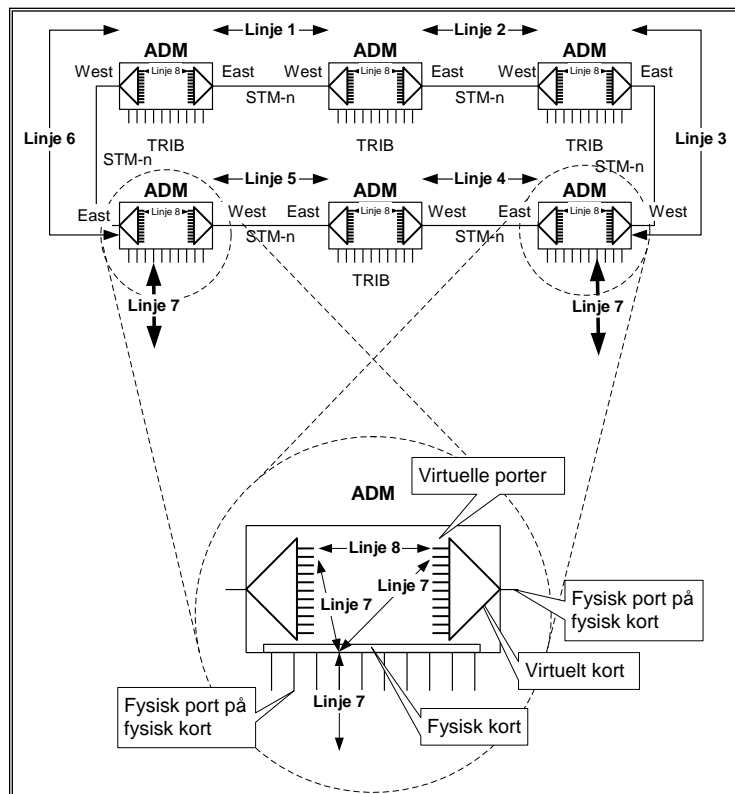 Linje 1 Linje 2
ADM ADM ADM
West Linje 8 East West Linje 8 East West Linje 8 East
STM-n STM-n
Linje 6 TRIB TRIB TRIB Linje 3
STM-n STM-n
ADM Linje 5 ADM Linje 4 ADM
East Linje 8 West East Linje 8 West East Linje 8 West
STM-n STM-n
TRIB
Linje 7 Linje 7
Virtuelle porter
ADM
Linje 8
Linje 7
Linje 7
Fysisk port på
fysisk kort
Virtuelt kort
Linje 7
Fysisk port på
fysisk kort
Fysisk kort